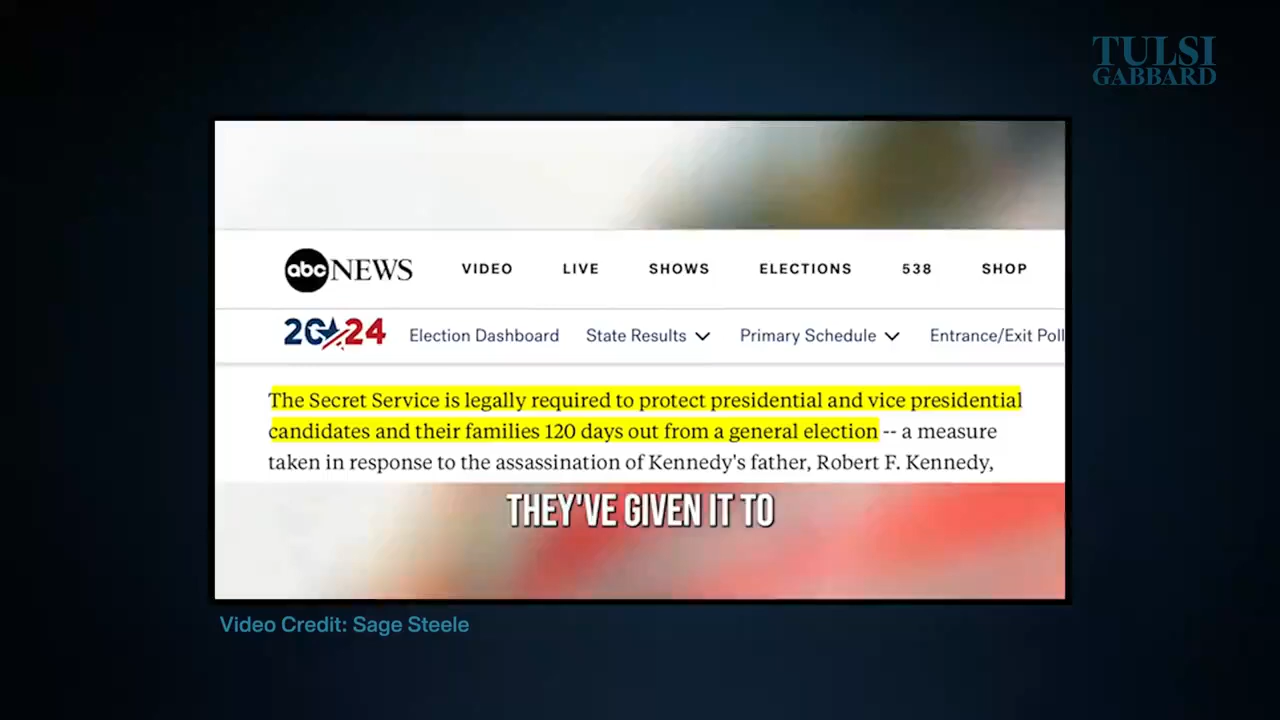 TULSI
GABBARD
abc NEWS VIDEO LIVE SHOWS ELECTIONS 538 SHOP
2024 Election Dashboard State Results Primary Schedule Entrance/Exit Poll
The Secret Service is legally required to protect presidential and vice presidential
candidates and their families 120 days out from a general election -- a measure
taken in response to the assassination of Kennedy's father, Robert F. Kennedy,
THEY'VE GIVEN IT TO
Video Credit: Sage Steele